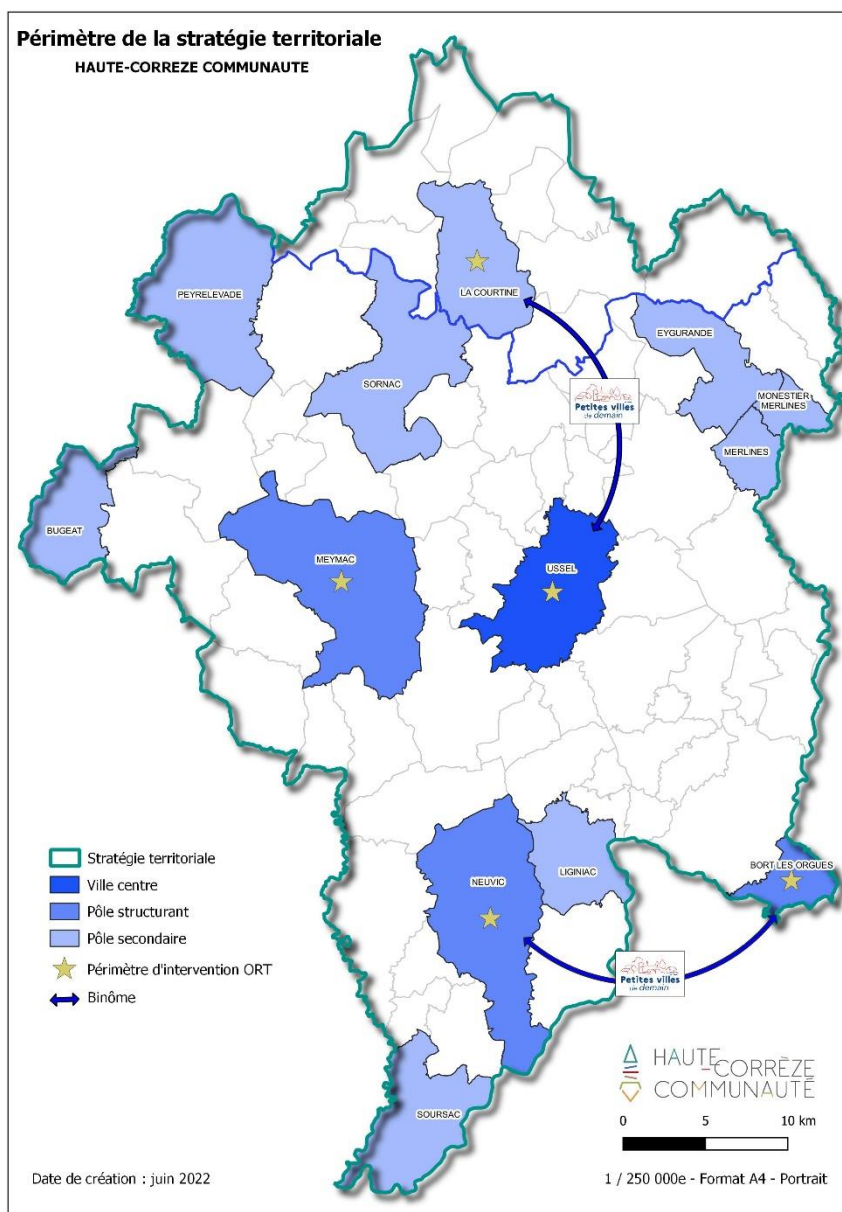 Périmètre de la stratégie territoriale
HAUTE-CORREZE COMMUNAUTE
PEYRELEVADE
LA COURTINE
EYGURANDE
SORNAC
Petites villes
de demain
MONESTIER
MERLINES
MERLINES
BUGEAT
MEYMAC
USSEL
Stratégie territoriale
Ville centre
Pôle structurant
Pôle secondaire
Périmètre d'intervention ORT
Binôme
NEUVIC
LIGINIAC
BORT LES ORGUES
Petites villes
de demain
SOURSAC
HAUTE
-CORRÈZE
COMMUNAUTÉ
0 5 10 km
Date de création : juin 2022
1 / 250 000e - Format A4 - Portrait